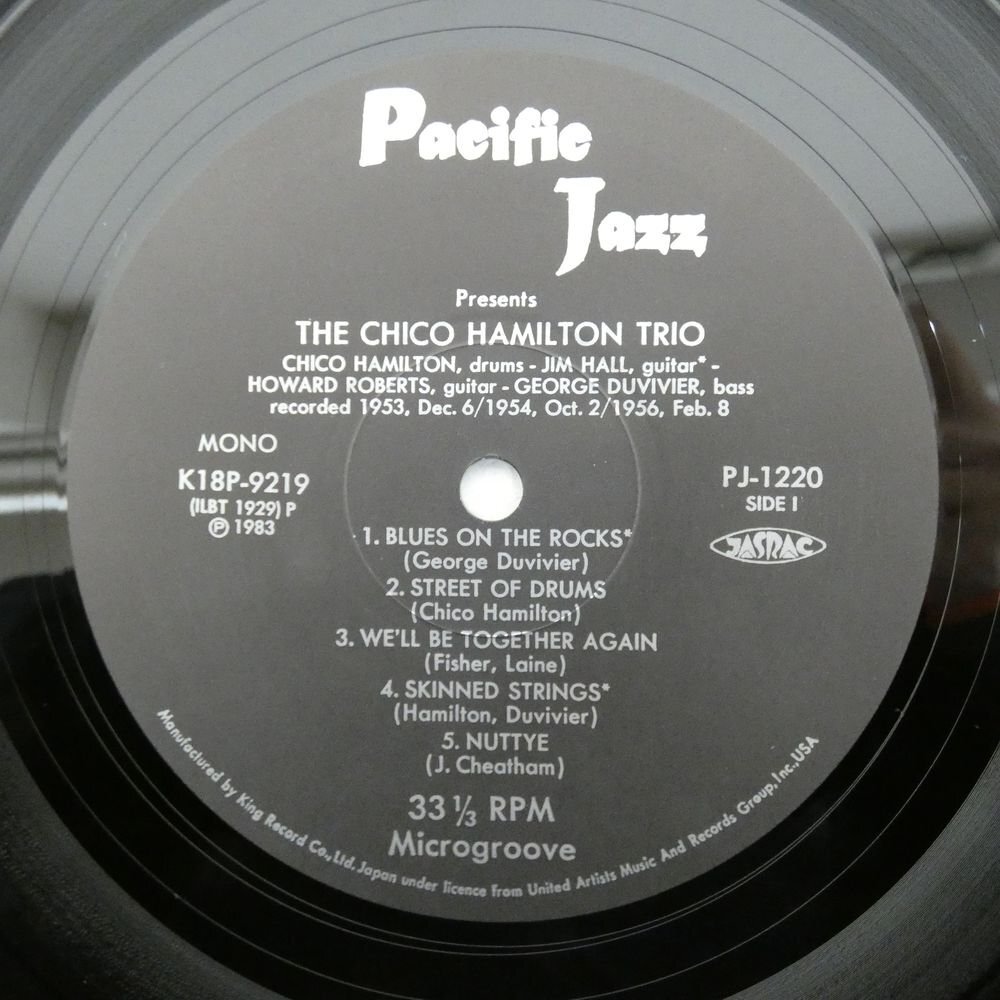 Pacific
Jazz
Presents
THE CHICO HAMILTON TRIO
CHICO HAMILTON, drums - JIM HALL, guitar* -
HOWARD ROBERTS, guitar - GEORGE DUVIVIER, bass
recorded 1953, Dec. 6/1954, Oct. 2/1956, Feb. 8
MONO
K18P-9219
(ILBT 1929) P
Ⓟ 1983
PJ-1220
SIDE I
JASRAC
1. BLUES ON THE ROCKS*
(George Duvivier)
2. STREET OF DRUMS
(Chico Hamilton)
3. WE'LL BE TOGETHER AGAIN
(Fisher, Laine)
4. SKINNED STRINGS*
(Hamilton, Duvivier)
5. NUTTYE
(J. Cheatham)
33 1/3 RPM
Microgroove
Manufactured by King Record Co., Ltd. Japan under licence from United Artists Music And Records Group, Inc., USA